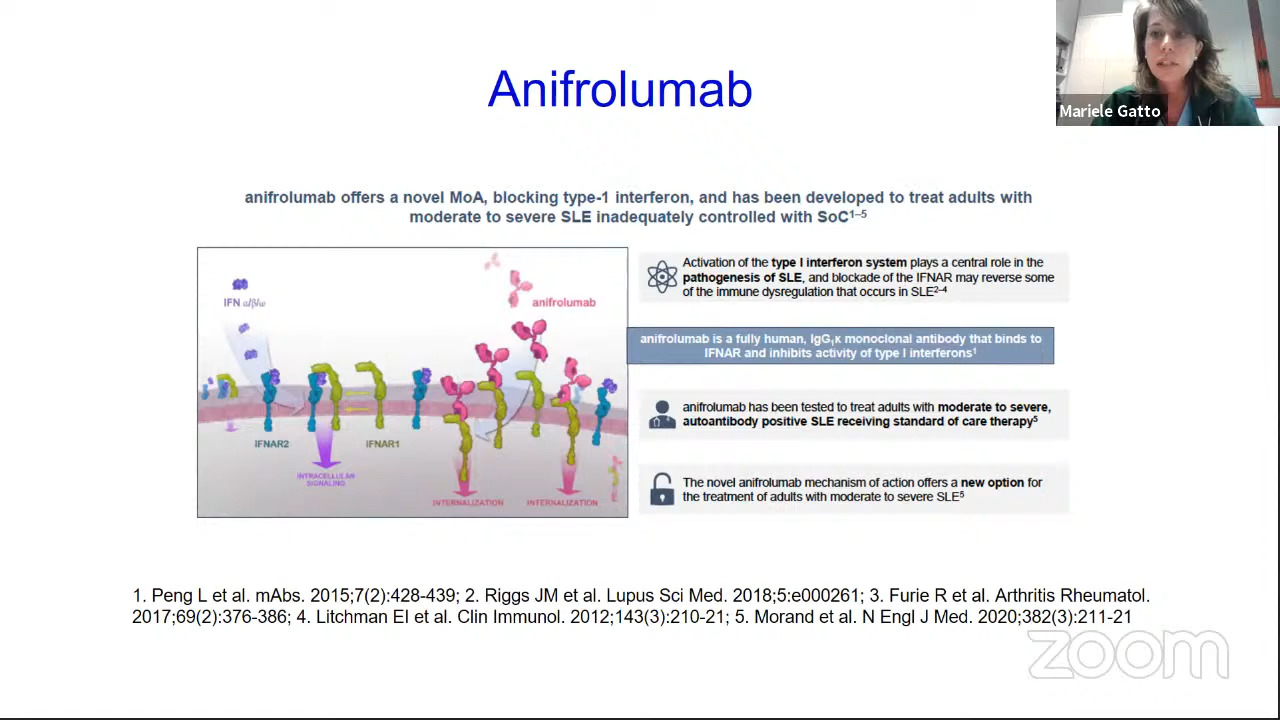 Anifrolumab
Mariele Gatto
anifrolumab offers a novel MoA, blocking type-1 interferon, and has been developed to treat adults with
moderate to severe SLE inadequately controlled with SoC¹⁻⁵
IFN α/β/ω
anifrolumab
IFNAR2
IFNAR1
INTRACELLULAR
SIGNALING
INTERNALIZATION
INTERNALIZATION
Activation of the type I interferon system plays a central role in the
pathogenesis of SLE, and blockade of the IFNAR may reverse some
of the immune dysregulation that occurs in SLE²⁻⁴
anifrolumab is a fully human, IgG₁κ monoclonal antibody that binds to
IFNAR and inhibits activity of type I interferons¹
anifrolumab has been tested to treat adults with moderate to severe,
autoantibody positive SLE receiving standard of care therapy⁵
The novel anifrolumab mechanism of action offers a new option for
the treatment of adults with moderate to severe SLE⁵
1. Peng L et al. mAbs. 2015;7(2):428-439; 2. Riggs JM et al. Lupus Sci Med. 2018;5:e000261; 3. Furie R et al. Arthritis Rheumatol.
2017;69(2):376-386; 4. Litchman EI et al. Clin Immunol. 2012;143(3):210-21; 5. Morand et al. N Engl J Med. 2020;382(3):211-21
zoom